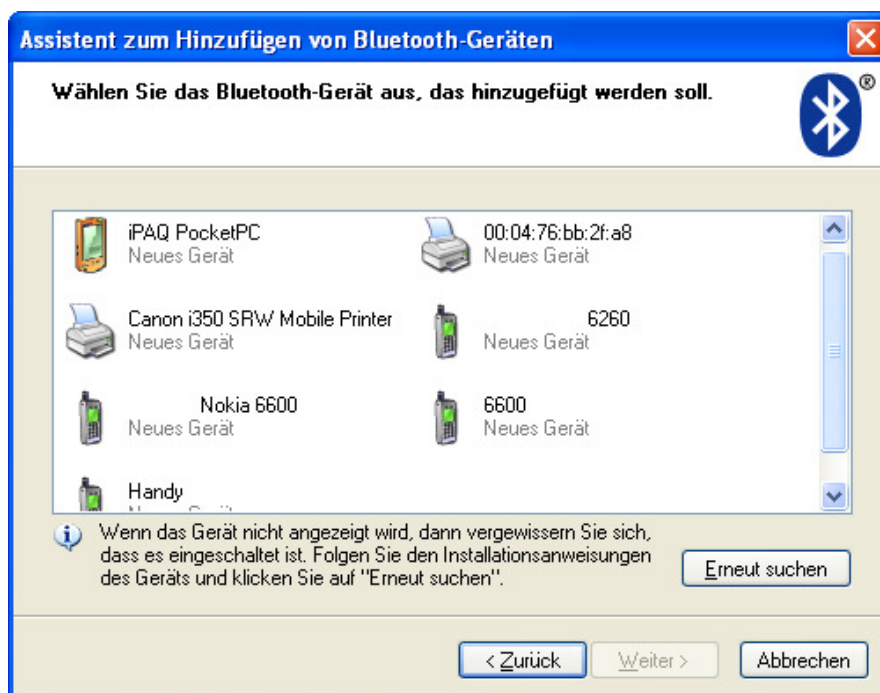 Assistent zum Hinzufügen von Bluetooth-Geräten
Wählen Sie das Bluetooth-Gerät aus, das hinzugefügt werden soll.
®
iPAQ PocketPC
Neues Gerät
00:04:76:bb:2f:a8
Neues Gerät
Canon i350 SRW Mobile Printer
Neues Gerät
6260
Neues Gerät
Nokia 6600
Neues Gerät
6600
Neues Gerät
Handy
Wenn das Gerät nicht angezeigt wird, dann vergewissern Sie sich,
dass es eingeschaltet ist. Folgen Sie den Installationsanweisungen
des Geräts und klicken Sie auf "Erneut suchen".
Erneut suchen
< Zurück
Weiter >
Abbrechen